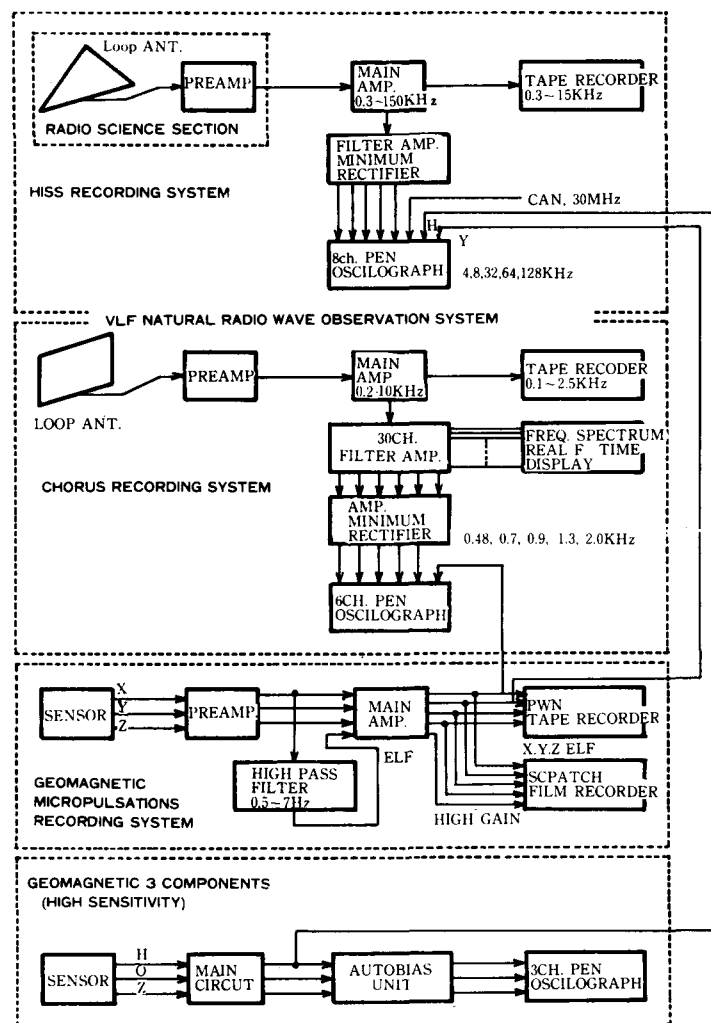 Loop ANT.
PREAMP
RADIO SCIENCE SECTION
MAIN
AMP.
0.3~150KHz
TAPE RECORDER
0.3~15KHz
FILTER AMP.
MINIMUM
RECTIFIER
HISS RECORDING SYSTEM
CAN, 30MHz
H
Y
8ch. PEN
OSCILOGRAPH
4,8,32,64,128KHz
VLF NATURAL RADIO WAVE OBSERVATION SYSTEM
LOOP ANT.
PREAMP
MAIN
AMP
0.2-10KHz
TAPE RECODER
0.1~2.5KHz
30CH.
FILTER AMP.
FREQ. SPECTRUM
REAL F TIME
DISPLAY
CHORUS RECORDING SYSTEM
AMP.
MINIMUM
RECTIFIER
0.48, 0.7, 0.9, 1.3, 2.0KHz
6CH. PEN
OSCILOGRAPH
SENSOR
X
Y
Z
PREAMP.
MAIN
AMP.
PWN
TAPE RECORDER
ELF
X.Y.Z ELF
HIGH PASS
FILTER
0.5~7Hz
SCPATCH
FILM RECORDER
HIGH GAIN
GEOMAGNETIC
MICROPULSATIONS
RECORDING SYSTEM
GEOMAGNETIC 3 COMPONENTS
(HIGH SENSITIVITY)
SENSOR
H
O
Z
MAIN
CIRCUT
AUTOBIAS
UNIT
3CH. PEN
OSCILOGRAPH